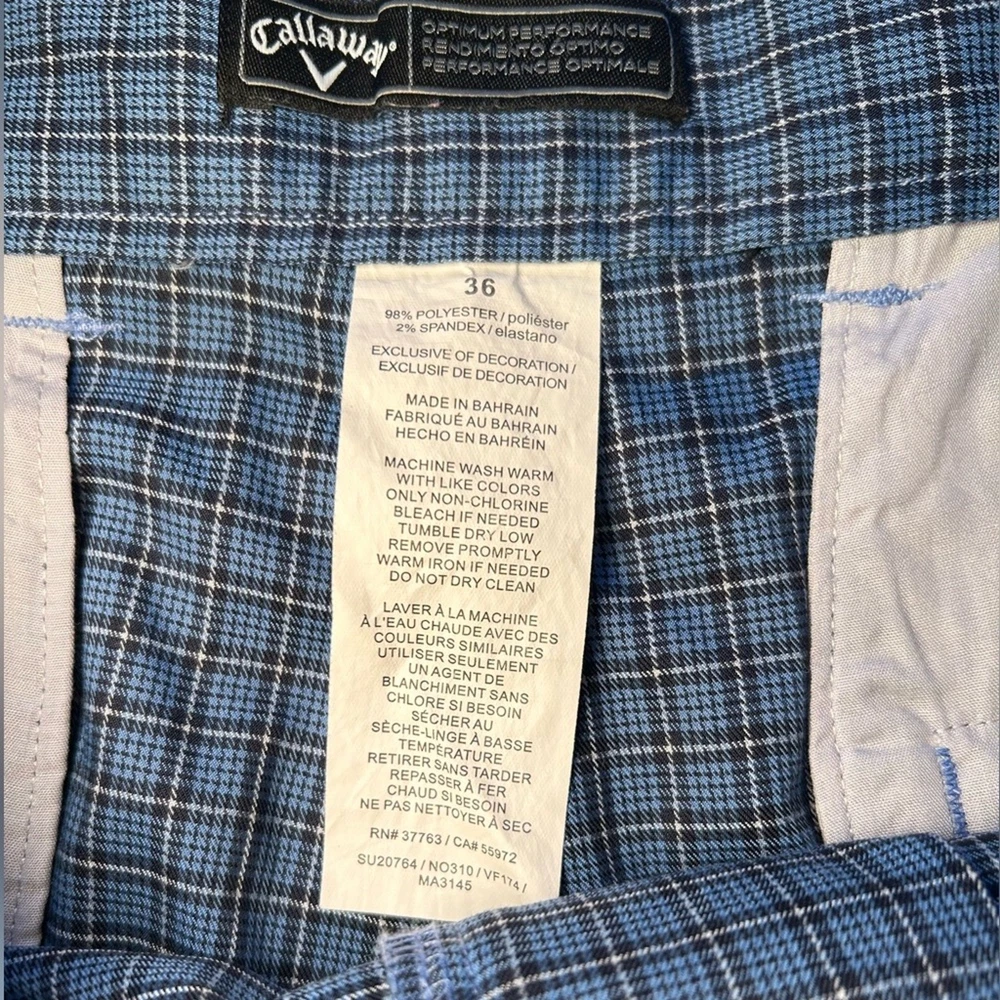 Callaway®
OPTIMUM PERFORMANCE
RENDIMIENTO ÓPTIMO
PERFORMANCE OPTIMALE
36
98% POLYESTER / poliéster
2% SPANDEX / elastano
EXCLUSIVE OF DECORATION /
EXCLUSIF DE DECORATION
MADE IN BAHRAIN
FABRIQUÉ AU BAHRAIN
HECHO EN BAHRÉIN
MACHINE WASH WARM
WITH LIKE COLORS
ONLY NON-CHLORINE
BLEACH IF NEEDED
TUMBLE DRY LOW
REMOVE PROMPTLY
WARM IRON IF NEEDED
DO NOT DRY CLEAN
LAVER À LA MACHINE
À L'EAU CHAUDE AVEC DES
COULEURS SIMILAIRES
UTILISER SEULEMENT
UN AGENT DE
BLANCHIMENT SANS
CHLORE SI BESOIN
SÉCHER AU
SÈCHE-LINGE À BASSE
TEMPÉRATURE
RETIRER SANS TARDER
REPASSER À FER
CHAUD SI BESOIN
NE PAS NETTOYER À SEC
RN# 37763 / CA# 55972
SU20764 / NO310 / VF174 /
MA3145